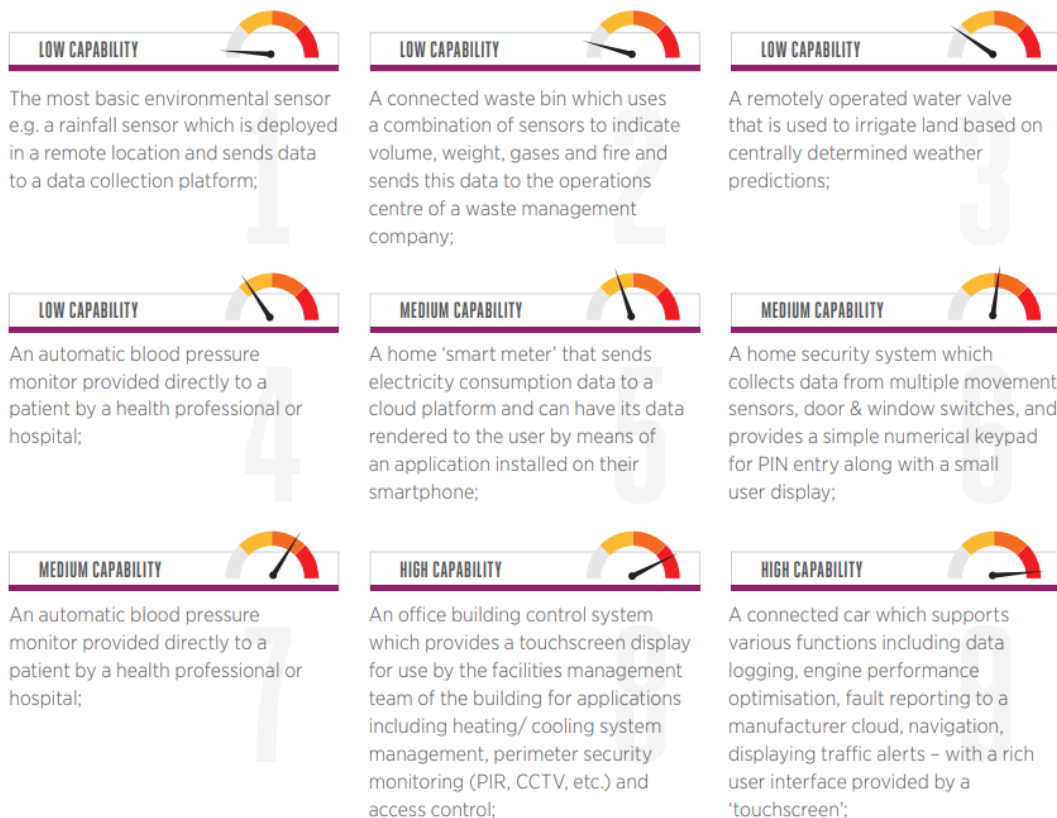 LOW CAPABILITY
The most basic environmental sensor
e.g. a rainfall sensor which is deployed
in a remote location and sends data
to a data collection platform;
1
LOW CAPABILITY
A connected waste bin which uses
a combination of sensors to indicate
volume, weight, gases and fire and
sends this data to the operations
centre of a waste management
company;
2
LOW CAPABILITY
A remotely operated water valve
that is used to irrigate land based on
centrally determined weather
predictions;
3
LOW CAPABILITY
An automatic blood pressure
monitor provided directly to a
patient by a health professional or
hospital;
4
MEDIUM CAPABILITY
A home ‘smart meter’ that sends
electricity consumption data to a
cloud platform and can have its data
rendered to the user by means of
an application installed on their
smartphone;
5
MEDIUM CAPABILITY
A home security system which
collects data from multiple movement
sensors, door & window switches, and
provides a simple numerical keypad
for PIN entry along with a small
user display;
6
MEDIUM CAPABILITY
An automatic blood pressure
monitor provided directly to a
patient by a health professional or
hospital;
7
HIGH CAPABILITY
An office building control system
which provides a touchscreen display
for use by the facilities management
team of the building for applications
including heating/ cooling system
management, perimeter security
monitoring (PIR, CCTV, etc.) and
access control;
8
HIGH CAPABILITY
A connected car which supports
various functions including data
logging, engine performance
optimisation, fault reporting to a
manufacturer cloud, navigation,
displaying traffic alerts – with a rich
user interface provided by a
‘touchscreen’;
9